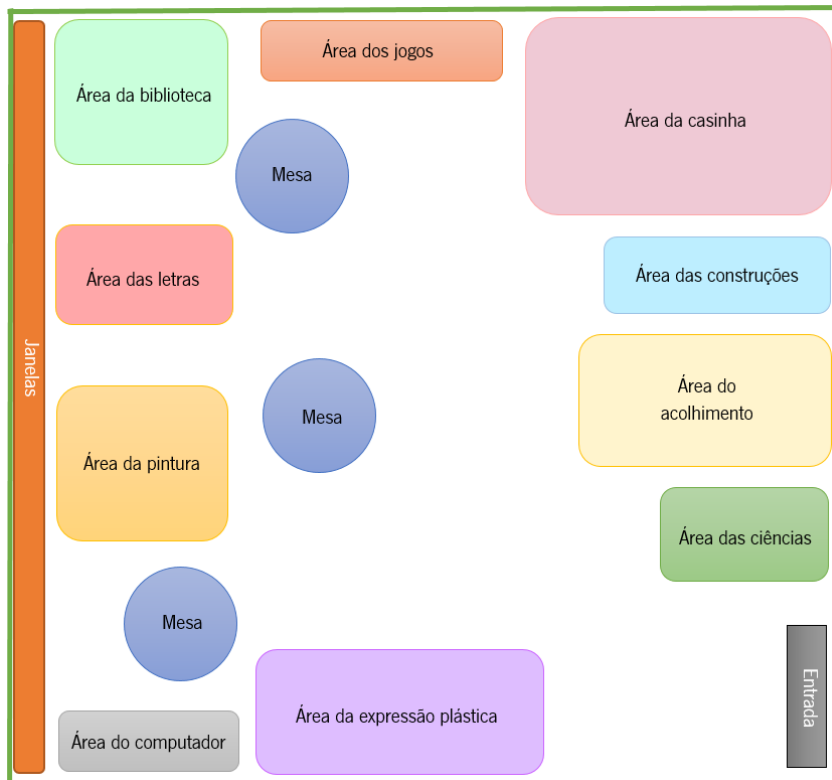 Área da biblioteca
Área dos jogos
Área da casinha
Mesa
Área das letras
Área das construções
Janelas
Mesa
Área do
acolhimento
Área da pintura
Área das ciências
Mesa
Entrada
Área da expressão plástica
Área do computador